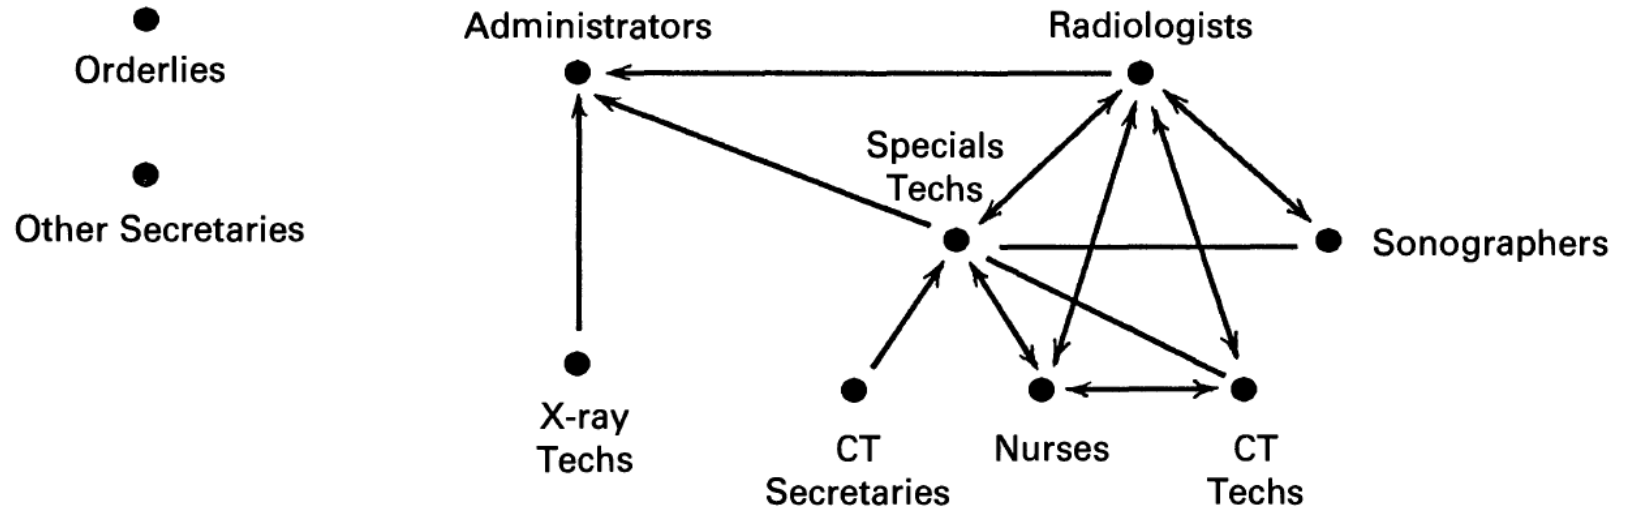 Administrators
Radiologists
Orderlies
Specials
Techs
Other Secretaries
Sonographers
X-ray
Techs
CT
Secretaries
Nurses
CT
Techs